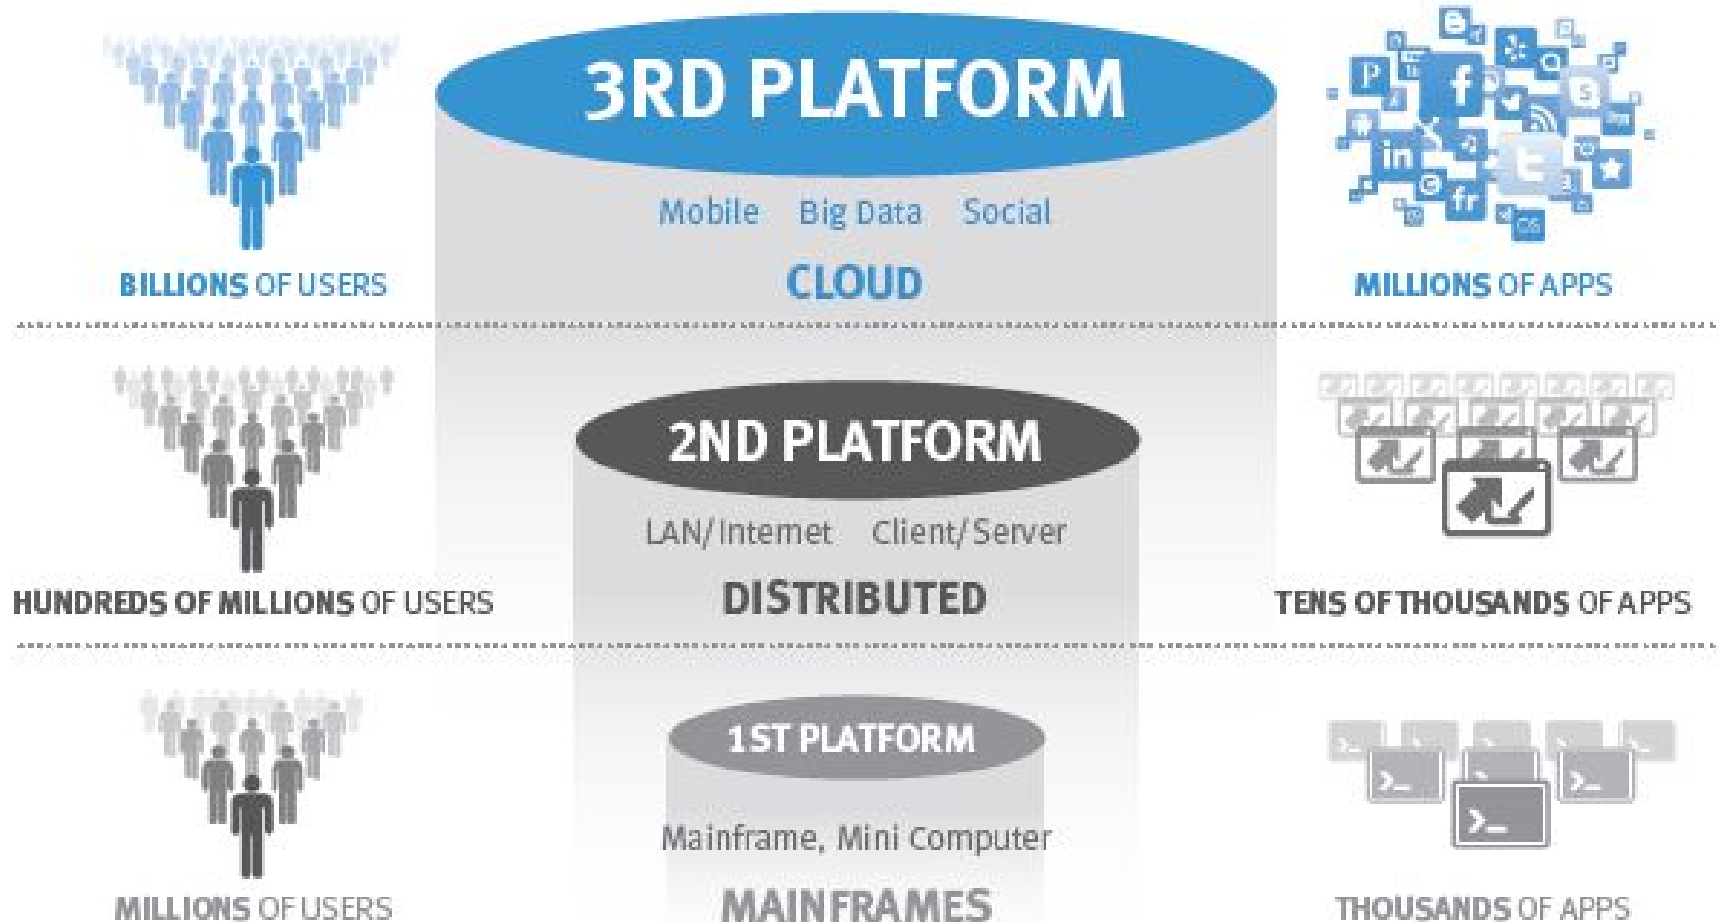 3RD PLATFORM
Mobile Big Data Social
CLOUD
BILLIONS OF USERS
MILLIONS OF APPS
2ND PLATFORM
LAN/Internet Client/Server
DISTRIBUTED
HUNDREDS OF MILLIONS OF USERS
TENS OF THOUSANDS OF APPS
1ST PLATFORM
Mainframe, Mini Computer
MAINFRAMES
MILLIONS OF USERS
THOUSANDS OF APPS